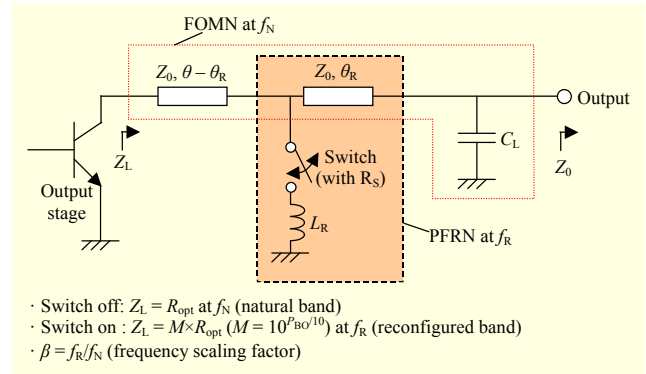 FOMN at fN
Z0, θ – θR
Z0, θR
Output
ZL
Switch
(with RS)
CL
Z0
Output
stage
LR
PFRN at fR
· Switch off: ZL = Ropt at fN (natural band)
· Switch on : ZL = M×Ropt (M = 10^PBO/10) at fR (reconfigured band)
· β = fR/fN (frequency scaling factor)